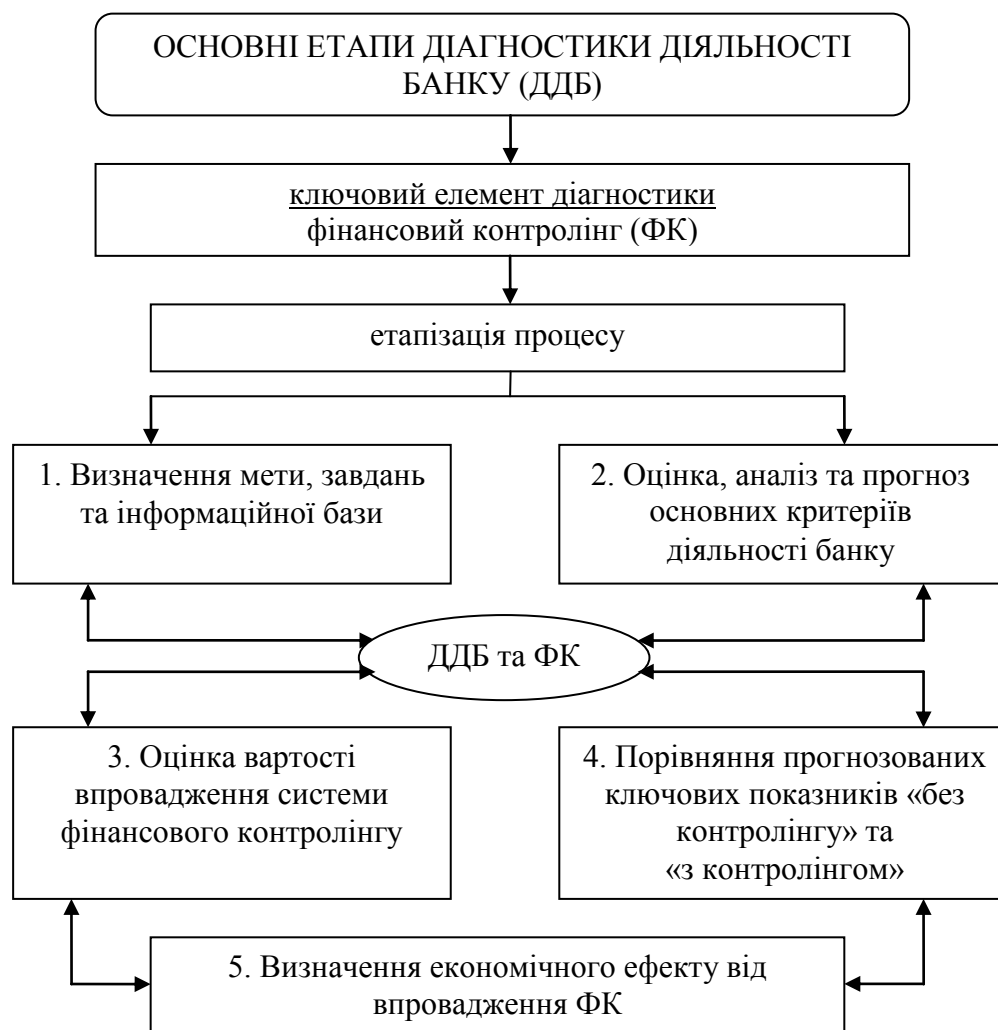 ОСНОВНІ ЕТАПИ ДІАГНОСТИКИ ДІЯЛЬНОСТІ
БАНКУ (ДДБ)
ключовий елемент діагностики
фінансовий контролінг (ФК)
етапізація процесу
1. Визначення мети, завдань
та інформаційної бази
2. Оцінка, аналіз та прогноз
основних критеріїв
діяльності банку
ДДБ та ФК
3. Оцінка вартості
впровадження системи
фінансового контролінгу
4. Порівняння прогнозованих
ключових показників «без
контролінгу» та
«з контролінгом»
5. Визначення економічного ефекту від
впровадження ФК